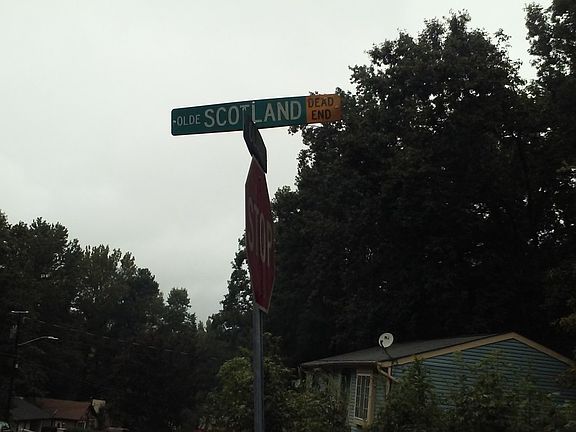 OLDE SCOTLAND DEAD END
STOP